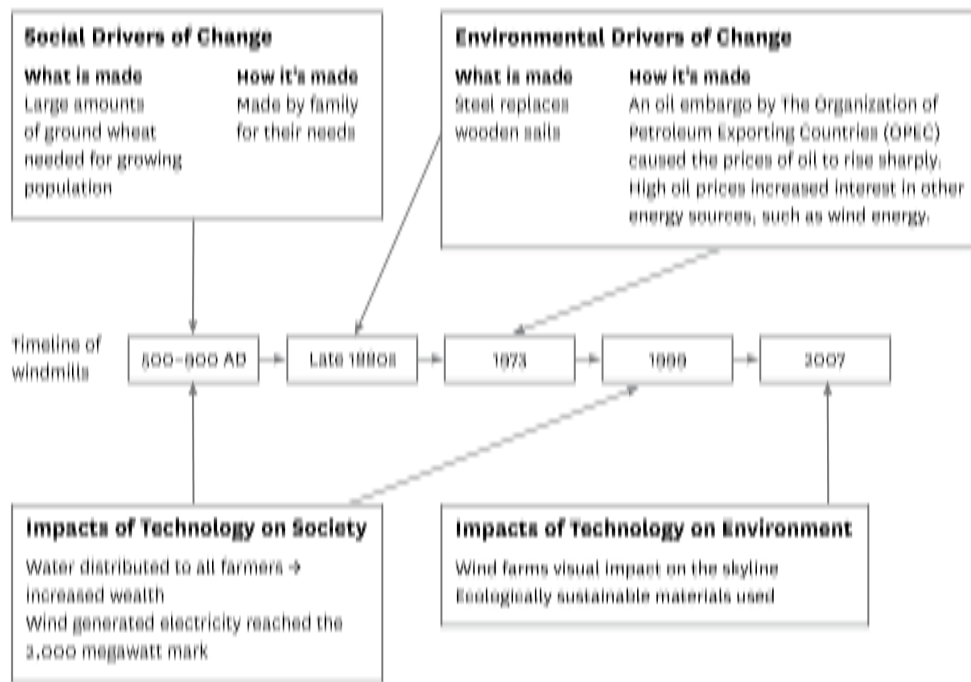 Social Drivers of Change
What is made
Large amounts
of ground wheat
needed for growing
population
How it's made
Made by family
for their needs
Environmental Drivers of Change
What is made
Steel replaces
wooden sails
How it's made
An oil embargo by The Organization of
Petroleum Exporting Countries (OPEC)
caused the prices of oil to rise sharply.
High oil prices increased interest in other
energy sources, such as wind energy.
Timeline of
windmills
500–900 AD
Late 1880s
1973
1999
2007
Impacts of Technology on Society
Water distributed to all farmers →
increased wealth
Wind generated electricity reached the
2,000 megawatt mark
Impacts of Technology on Environment
Wind farms visual impact on the skyline
Ecologically sustainable materials used